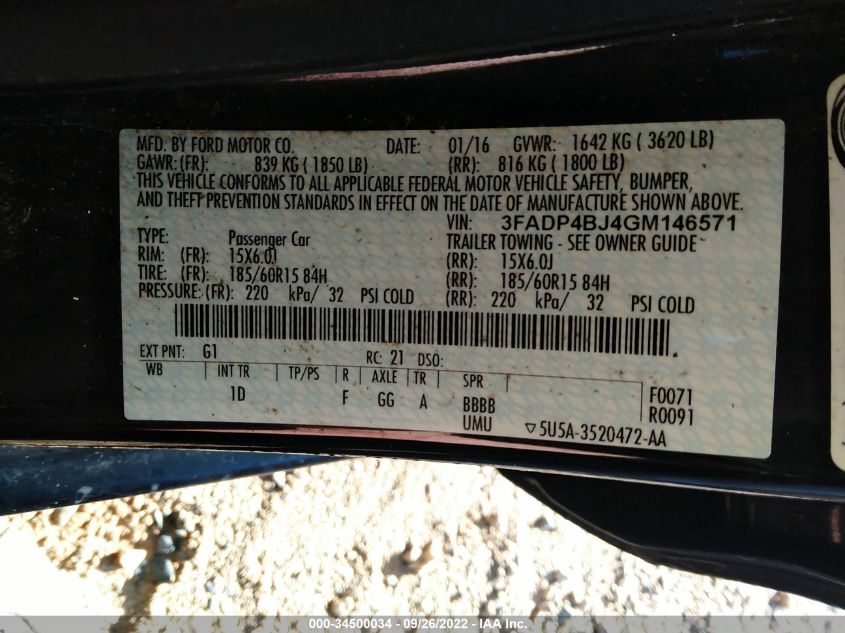 MFD. BY FORD MOTOR CO. DATE: 01/16 GVWR: 1642 KG ( 3620 LB)
GAWR: (FR): 839 KG ( 1850 LB) (RR): 816 KG ( 1800 LB)
THIS VEHICLE CONFORMS TO ALL APPLICABLE FEDERAL MOTOR VEHICLE SAFETY, BUMPER,
AND THEFT PREVENTION STANDARDS IN EFFECT ON THE DATE OF MANUFACTURE SHOWN ABOVE.
VIN: 3FADP4BJ4GM146571
TYPE: Passenger Car TRAILER TOWING - SEE OWNER GUIDE
RIM: (FR): 15X6.0J (RR): 15X6.0J
TIRE: (FR): 185/60R15 84H (RR): 185/60R15 84H
PRESSURE: (FR): 220 kPa/ 32 PSI COLD (RR): 220 kPa/ 32 PSI COLD
EXT PNT: G1 RC: 21 DSO:
WB INT TR TP/PS R AXLE TR SPR
1D F GG A BBBB F0071
UMU R0091
▽5U5A-3520472-AA
000-34500034 - 09/26/2022 - IAA Inc.